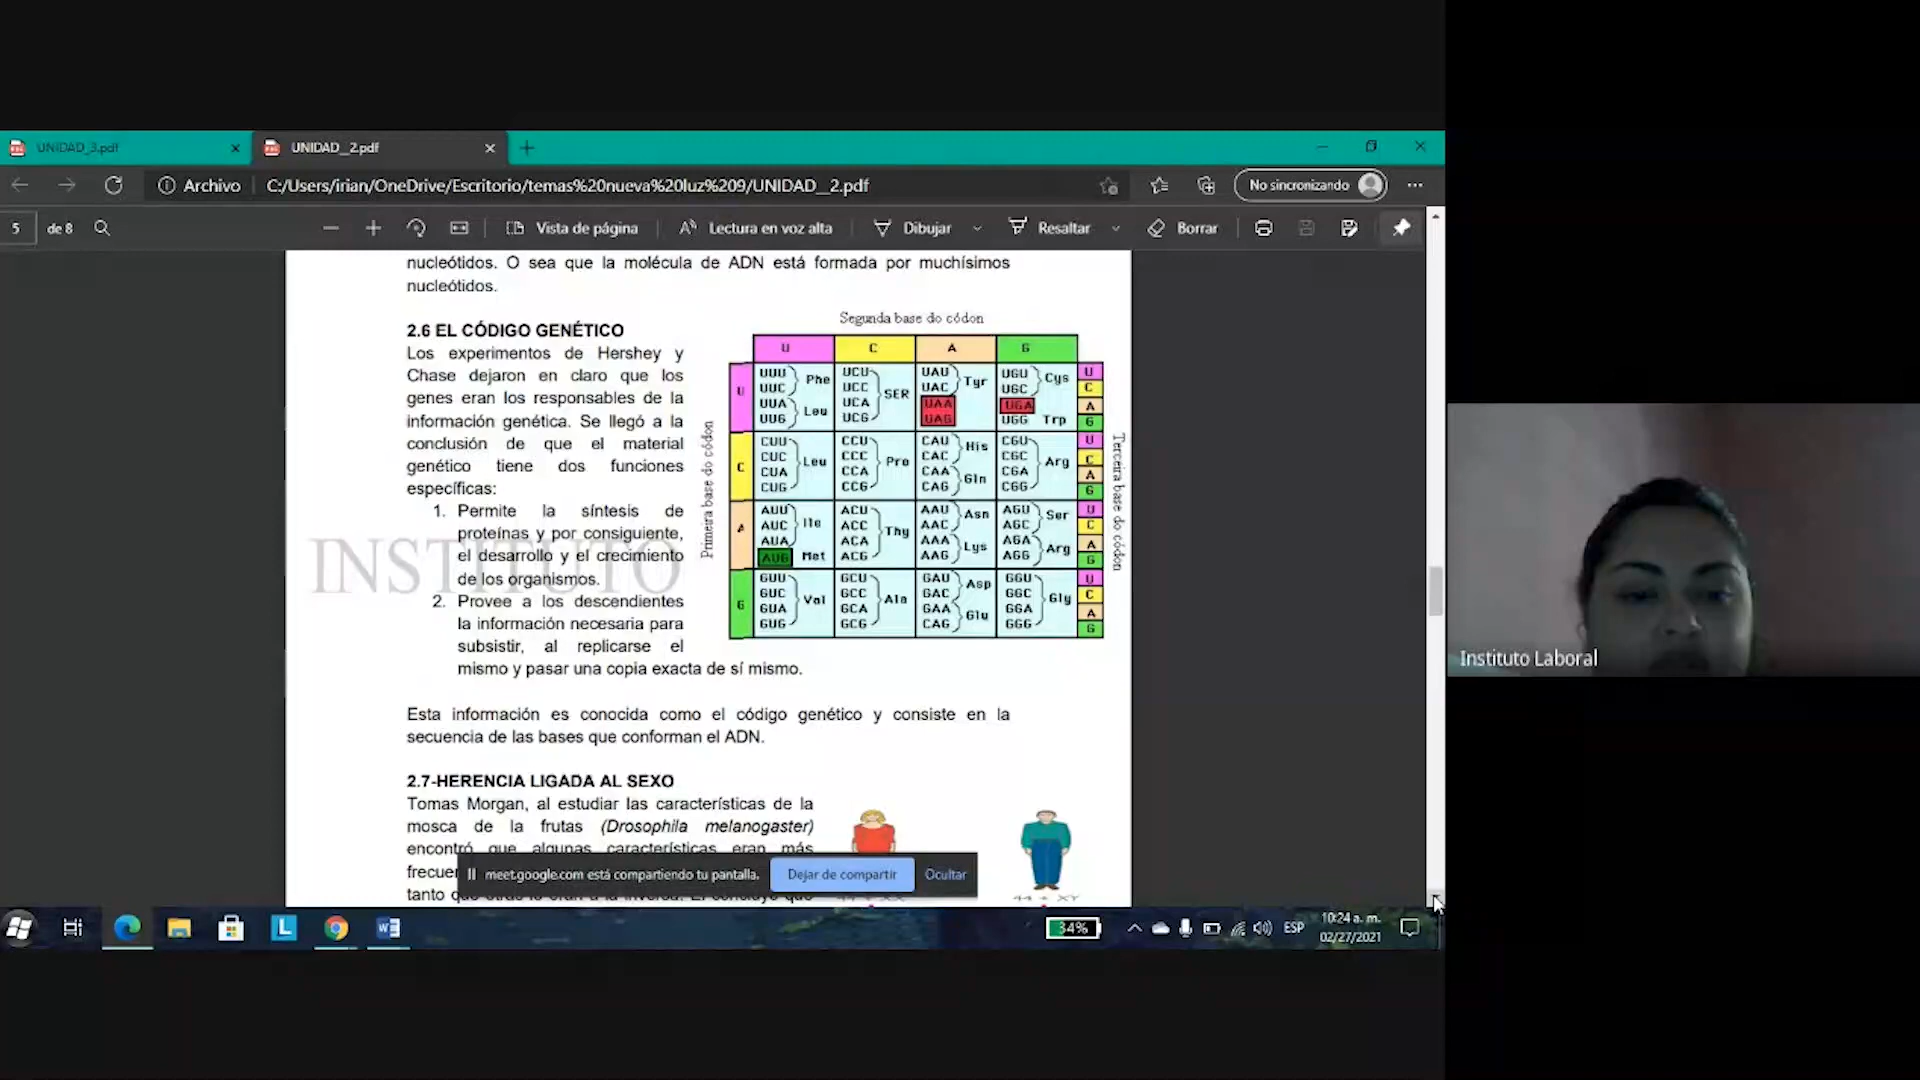 UNIDAD_3.pdf
UNIDAD__2.pdf
Archivo
C:/Users/irian/OneDrive/Escritorio/temas%20nueva%20luz%209/UNIDAD__2.pdf
No sincronizando
5 de 8
Vista de página
Lectura en voz alta
Dibujar
Resaltar
Borrar
nucleótidos. O sea que la molécula de ADN está formada por muchísimos
nucleótidos.
2.6 EL CÓDIGO GENÉTICO
Los experimentos de Hershey y
Chase dejaron en claro que los
genes eran los responsables de la
información genética. Se llegó a la
conclusión de que el material
genético tiene dos funciones
específicas:
1. Permite la síntesis de
proteínas y por consiguiente,
el desarrollo y el crecimiento
de los organismos.
2. Provee a los descendientes
la información necesaria para
subsistir, al replicarse el
mismo y pasar una copia exacta de sí mismo.
INSTITUTO
Segunda base do códon
Primeira base do códon
Terceira base do códon
U C A G
U
UUU UUC Phe
UUA UUG Leu
UCU UCC UCA UCG SER
UAU UAC Tyr
UAA UAG
UGU UGC Cys
UGA
UGG Trp
U C A G
C
CUU CUC CUA CUG Leu
CCU CCC CCA CCG Pro
CAU CAC His
CAA CAG Gln
CGU CGC CGA CGG Arg
U C A G
A
AUU AUC AUA Ile
AUG Met
ACU ACC ACA ACG Thy
AAU AAC Asn
AAA AAG Lys
AGU AGC Ser
AGA AGG Arg
U C A G
G
GUU GUC GUA GUG Val
GCU GCC GCA GCG Ala
GAU GAC Asp
GAA CAG Glu
GGU GGC GGA GGG Gly
U C A G
Esta información es conocida como el código genético y consiste en la
secuencia de las bases que conforman el ADN.
2.7-HERENCIA LIGADA AL SEXO
Tomas Morgan, al estudiar las características de la
mosca de la frutas (Drosophila melanogaster)
encontró que algunas características eran más
tanto
meet.google.com está compartiendo tu pantalla.
Dejar de compartir
Ocultar
34%
ESP
10:24 a. m.
02/27/2021
Instituto Laboral